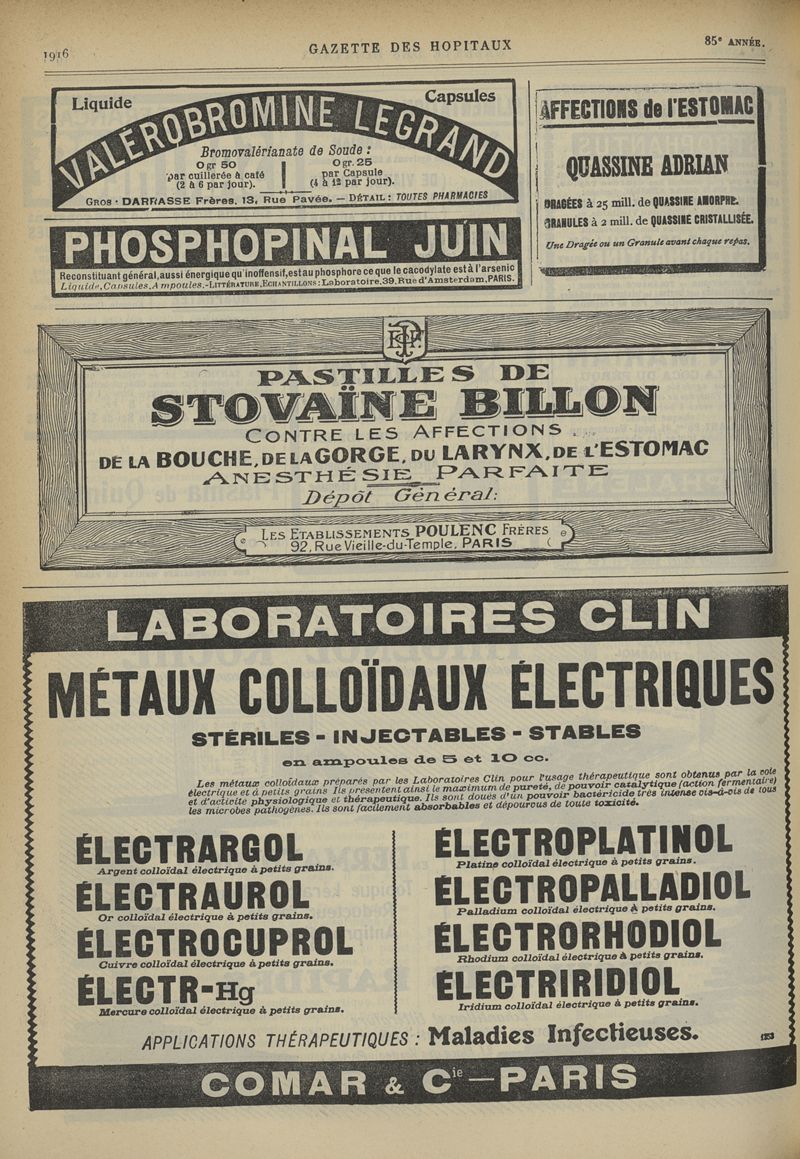 1916
GAZETTE DES HOPITAUX
85e ANNÉE.
Liquide
Capsules
VALÉROBROMINE LEGRAND
Bromovalérianate de Soude :
0 gr 50
par cuillerée à café
(2 à 6 par jour).
0 gr. 25
par Capsule
(4 à 12 par jour).
GROS · DARRASSE Frères, 13, Rue Pavée. — DÉTAIL : TOUTES PHARMACIES
PHOSPHOPINAL JUIN
Reconstituant général, aussi énergique qu'inoffensif, est au phosphore ce que le cacodylate est à l'arsenic
Liquide, Capsules, Ampoules.-LITTÉRATURE, ECHANTILLONS : Laboratoire, 39, Rue d'Amsterdam, PARIS.
AFFECTIONS de l'ESTOMAC
QUASSINE ADRIAN
DRAGÉES à 25 mill. de QUASSINE AMORPHE.
GRANULES à 2 mill. de QUASSINE CRISTALLISÉE.
Une Dragée ou un Granule avant chaque repas.
PASTILLES DE
STOVAÏNE BILLON
CONTRE LES AFFECTIONS
DE LA BOUCHE, DE LA GORGE, DU LARYNX, DE L'ESTOMAC
ANESTHÉSIE PARFAITE
Dépôt Général:
LES ETABLISSEMENTS POULENC FRÈRES
92, Rue Vieille-du-Temple, PARIS
LABORATOIRES CLIN
MÉTAUX COLLOÏDAUX ÉLECTRIQUES
STÉRILES - INJECTABLES - STABLES
en ampoules de 5 et 10 cc.
Les métaux colloïdaux préparés par les Laboratoires Clin pour l'usage thérapeutique sont obtenus par la voie
électrique et à petits grains Ils présentent ainsi le maximum de pureté, de pouvoir catalytique (action fermentaire)
et d'activité physiologique et thérapeutique. Ils sont doués d'un pouvoir bactéricide très intense vis-à-vis de tous
les microbes pathogènes. Ils sont facilement absorbables et dépourvus de toute toxicité.
ÉLECTRARGOL
Argent colloïdal électrique à petits grains.
ÉLECTRAUROL
Or colloïdal électrique à petits grains.
ÉLECTROCUPROL
Cuivre colloïdal électrique à petits grains.
ÉLECTR-Hg
Mercure colloïdal électrique à petits grains.
ÉLECTROPLATINOL
Platine colloïdal électrique à petits grains.
ÉLECTROPALLADIOL
Palladium colloïdal électrique à petits grains.
ÉLECTRORHODIOL
Rhodium colloïdal électrique à petits grains.
ÉLECTRIRIDIOL
Iridium colloïdal électrique à petits grains.
APPLICATIONS THÉRAPEUTIQUES : Maladies Infectieuses.
COMAR & Cie — PARIS